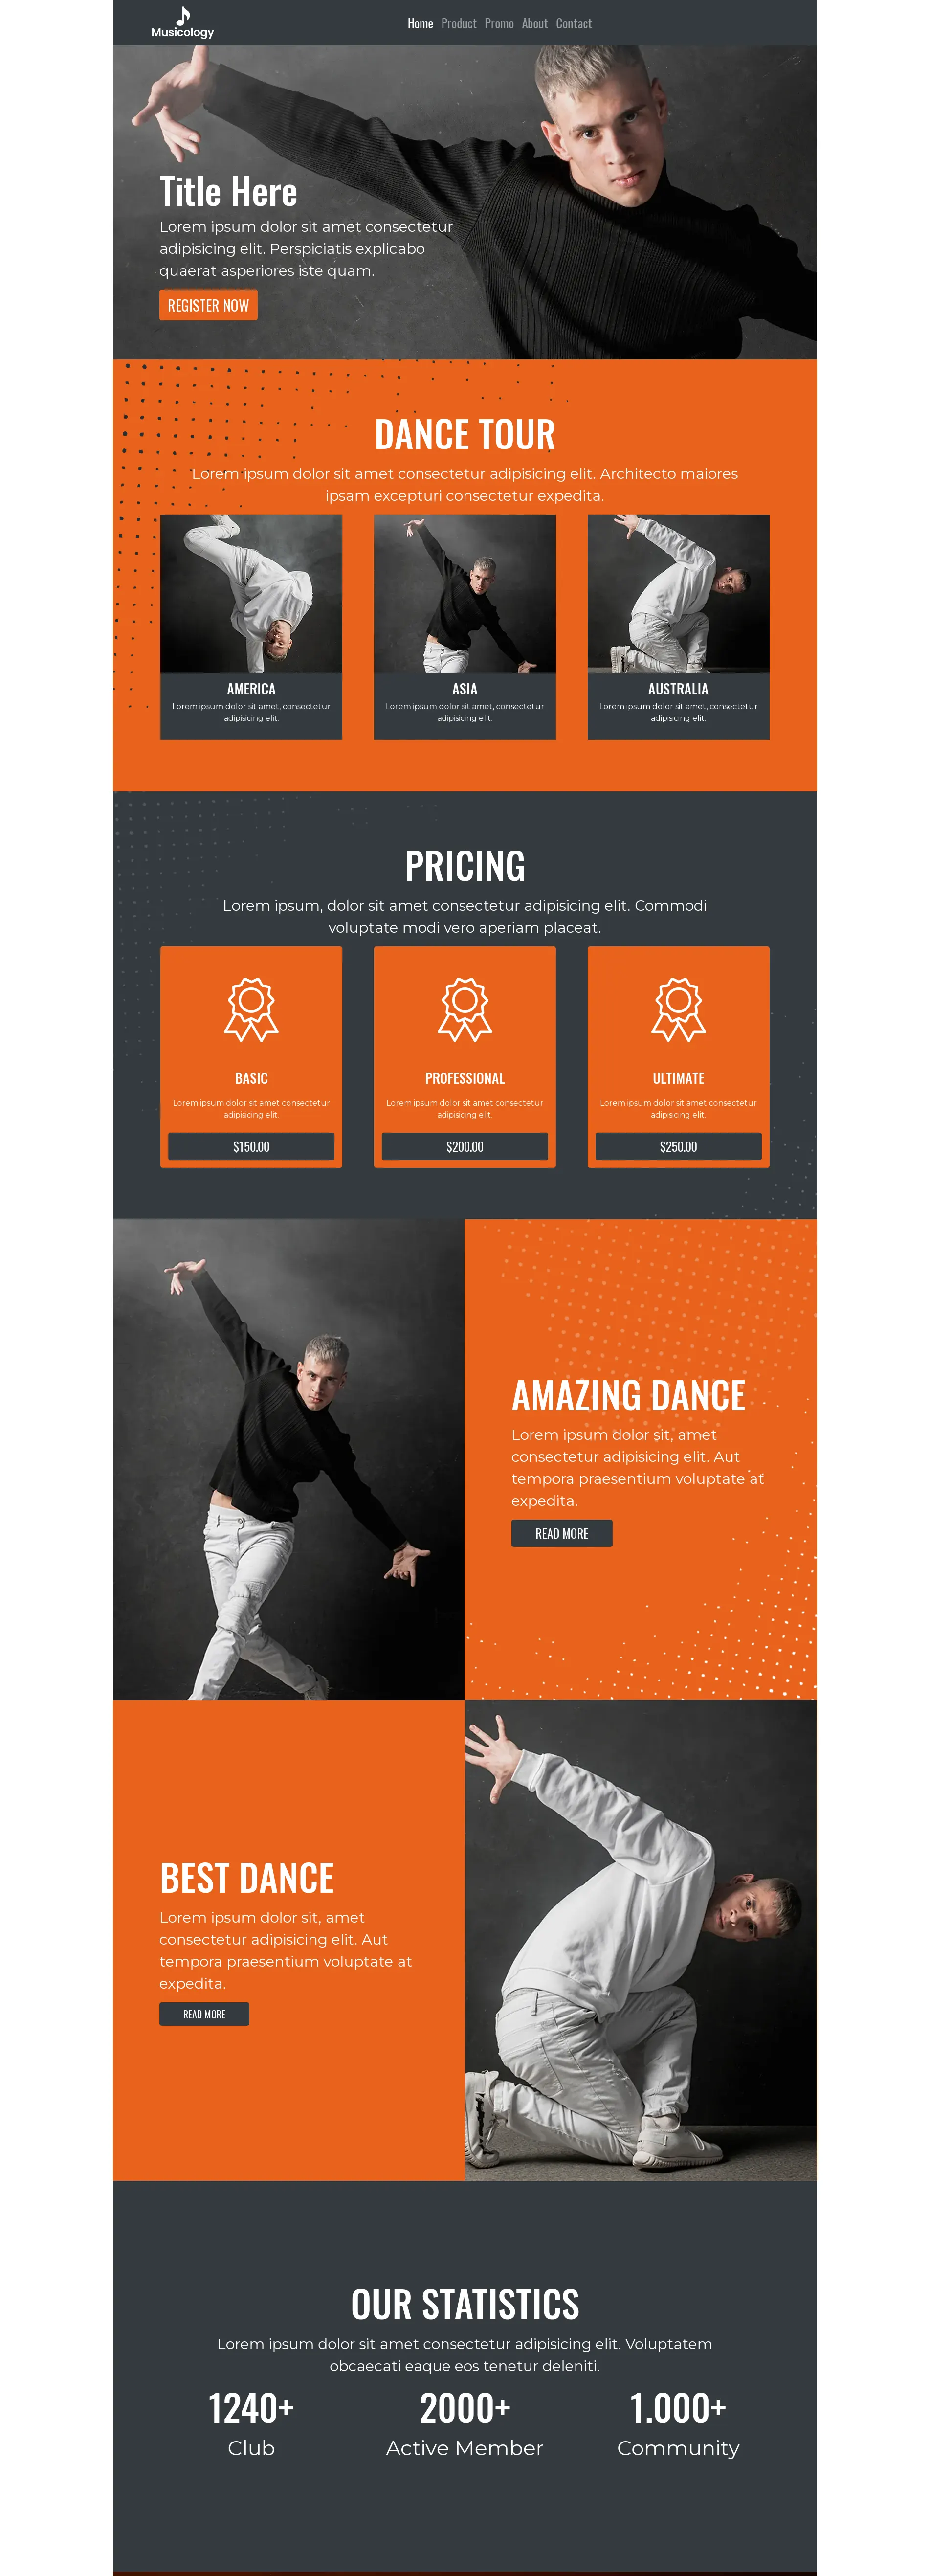 Musicology
Home Product Promo About Contact
Title Here
Lorem ipsum dolor sit amet consectetur
adipisicing elit. Perspiciatis explicabo
quaerat asperiores iste quam.
REGISTER NOW
DANCE TOUR
Lorem ipsum dolor sit amet consectetur adipisicing elit. Architecto maiores
ipsam excepturi consectetur expedita.
AMERICA
Lorem ipsum dolor sit amet, consectetur
adipisicing elit.
ASIA
Lorem ipsum dolor sit amet, consectetur
adipisicing elit.
AUSTRALIA
Lorem ipsum dolor sit amet, consectetur
adipisicing elit.
PRICING
Lorem ipsum, dolor sit amet consectetur adipisicing elit. Commodi
voluptate modi vero aperiam placeat.
BASIC
Lorem ipsum dolor sit amet consectetur
adipisicing elit.
$150.00
PROFESSIONAL
Lorem ipsum dolor sit amet consectetur
adipisicing elit.
$200.00
ULTIMATE
Lorem ipsum dolor sit amet consectetur
adipisicing elit.
$250.00
AMAZING DANCE
Lorem ipsum dolor sit, amet
consectetur adipisicing elit. Aut
tempora praesentium voluptate at
expedita.
READ MORE
BEST DANCE
Lorem ipsum dolor sit, amet
consectetur adipisicing elit. Aut
tempora praesentium voluptate at
expedita.
READ MORE
OUR STATISTICS
Lorem ipsum dolor sit amet consectetur adipisicing elit. Voluptatem
obcaecati eaque eos tenetur deleniti.
1240+
Club
2000+
Active Member
1.000+
Community